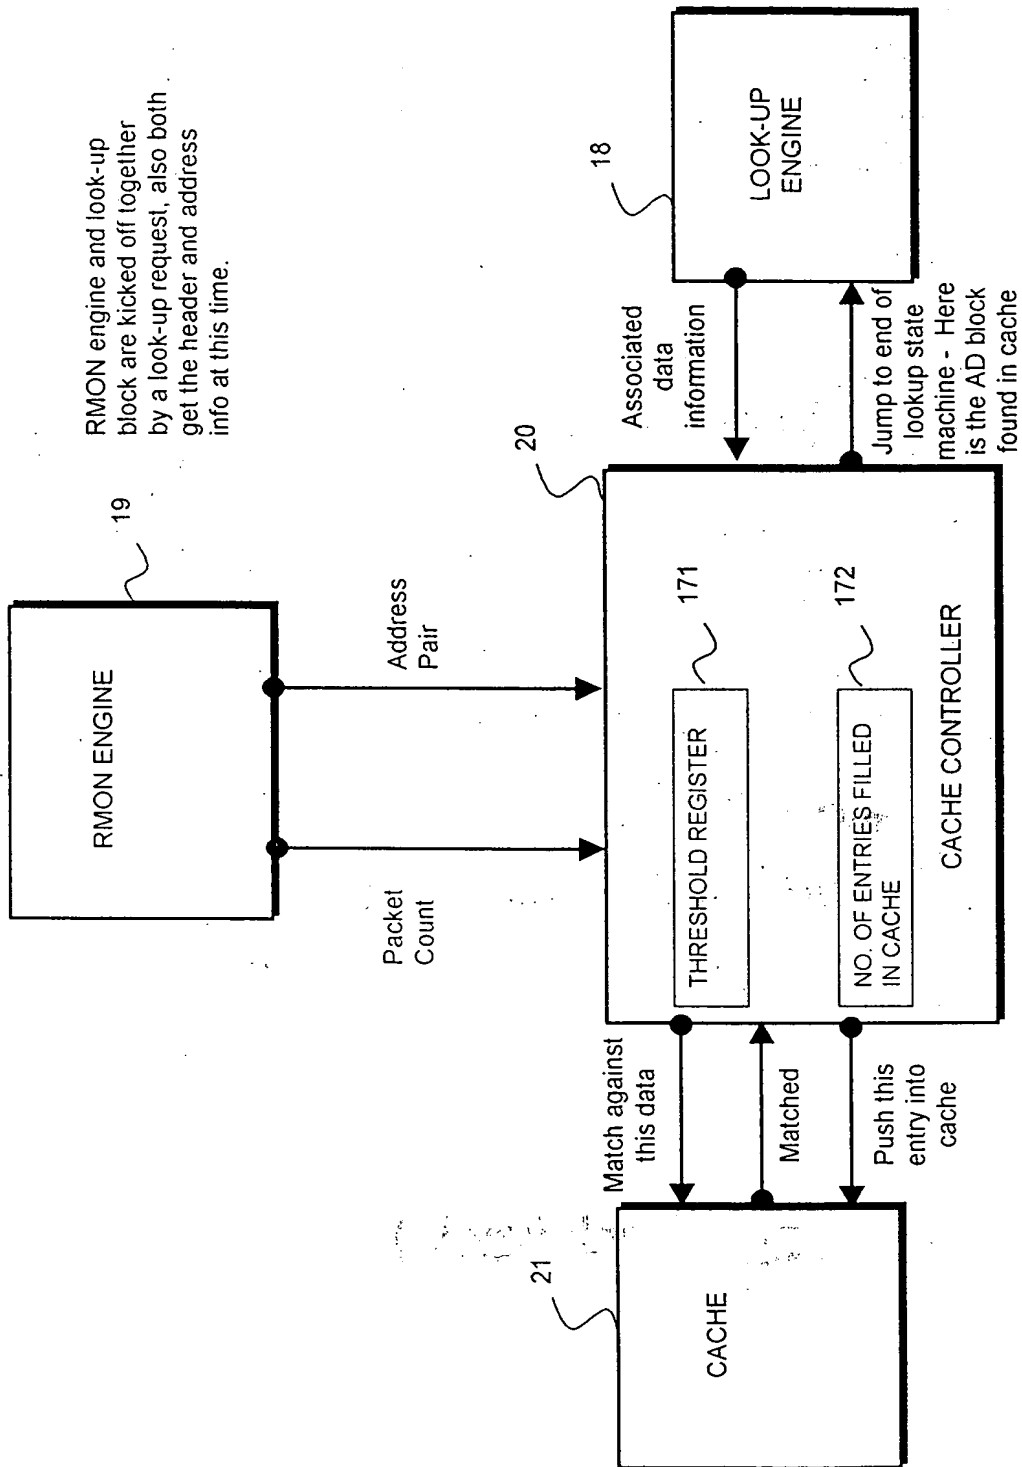 RMON engine and look-up
block are kicked off together
by a look-up request, also both
get the header and address
info at this time.
19
RMON ENGINE
Packet
Count
Address
Pair
20
18
LOOK-UP
ENGINE
Associated
data
information
Jump to end of
lookup state
machine - Here
is the AD block
found in cache
171
THRESHOLD REGISTER
172
NO. OF ENTRIES FILLED
IN CACHE
CACHE CONTROLLER
Match against
this data
Matched
Push this
entry into
cache
21
CACHE